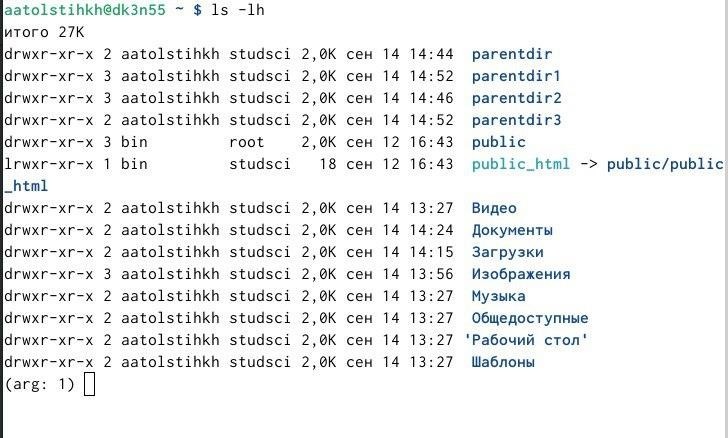 aatolstihkh@dk3n55 ~ $ ls -lh
итого 27K
drwxr-xr-x 2 aatolstihkh studsci 2,0K сен 14 14:44  parentdir
drwxr-xr-x 3 aatolstihkh studsci 2,0K сен 14 14:52  parentdir1
drwxr-xr-x 3 aatolstihkh studsci 2,0K сен 14 14:46  parentdir2
drwxr-xr-x 2 aatolstihkh studsci 2,0K сен 14 14:52  parentdir3
drwxr-xr-x 3 bin         root    2,0K сен 12 16:43  public
lrwxr-xr-x 1 bin         studsci   18 сен 12 16:43  public_html -> public/public
_html
drwxr-xr-x 2 aatolstihkh studsci 2,0K сен 14 13:27  Видео
drwxr-xr-x 2 aatolstihkh studsci 2,0K сен 14 14:24  Документы
drwxr-xr-x 2 aatolstihkh studsci 2,0K сен 14 14:15  Загрузки
drwxr-xr-x 3 aatolstihkh studsci 2,0K сен 14 13:56  Изображения
drwxr-xr-x 2 aatolstihkh studsci 2,0K сен 14 13:27  Музыка
drwxr-xr-x 2 aatolstihkh studsci 2,0K сен 14 13:27  Общедоступные
drwxr-xr-x 2 aatolstihkh studsci 2,0K сен 14 13:27 'Рабочий стол'
drwxr-xr-x 2 aatolstihkh studsci 2,0K сен 14 13:27  Шаблоны
(arg: 1)